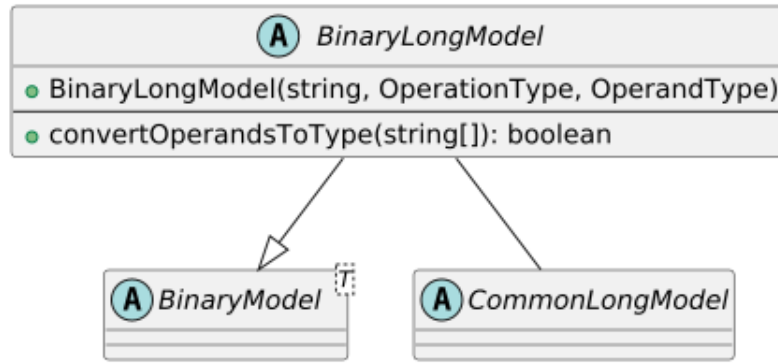 A BinaryLongModel
BinaryLongModel(string, OperationType, OperandType)
convertOperandsToType(string[]): boolean
A BinaryModel T
A CommonLongModel